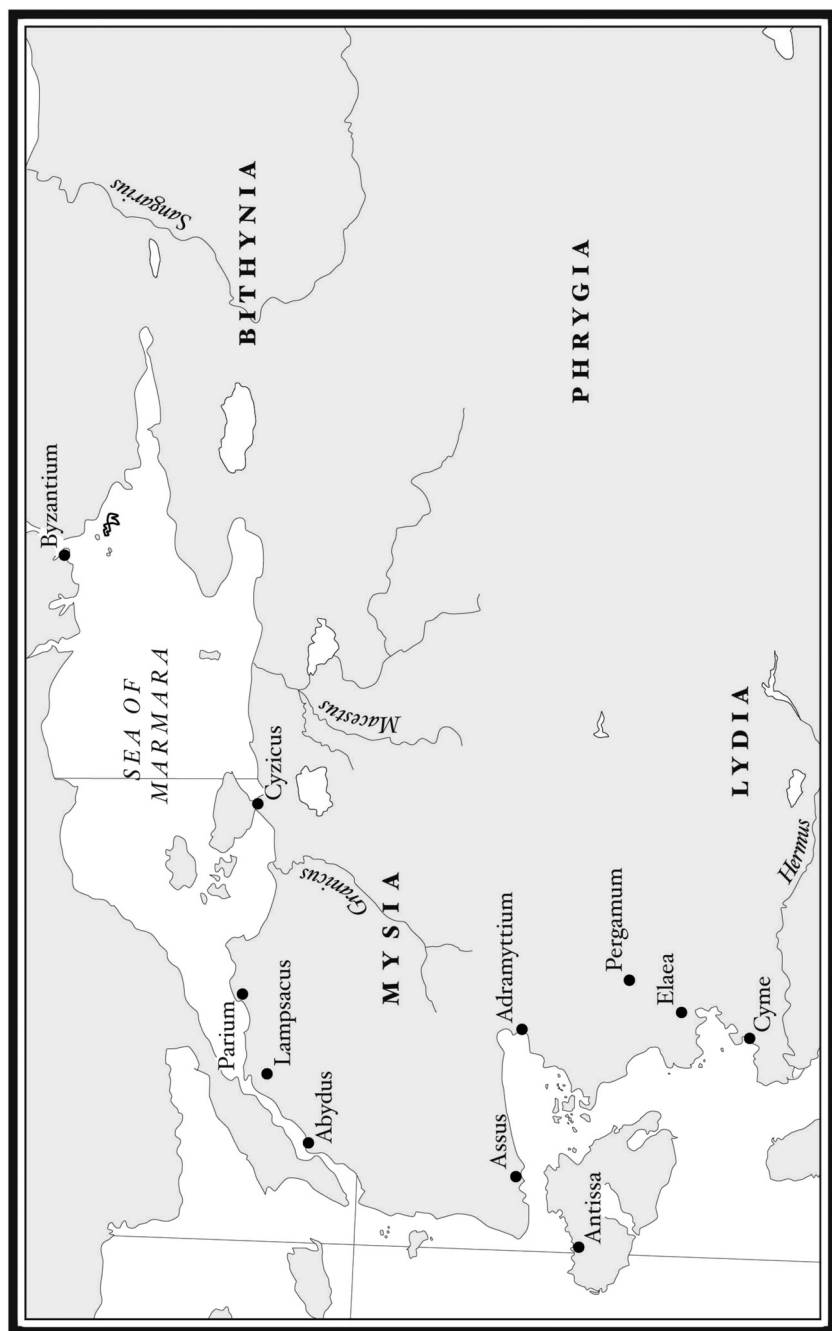 Byzantium
SEA OF
MARMARA
Sangarius
BITHYNIA
Cyzicus
Macestus
Granicus
Parium
Lampsacus
Abydus
MYSIA
PHRYGIA
Assus
Adramyttium
Antissa
Pergamum
Elaea
LYDIA
Cyme
Hermus